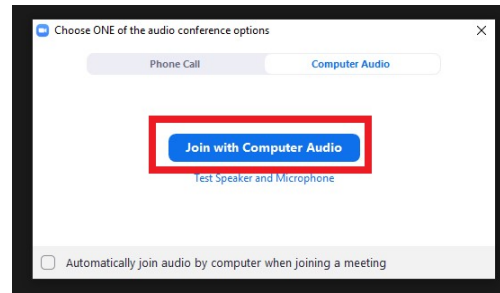 Choose ONE of the audio conference options
Phone Call
Computer Audio
Join with Computer Audio
Test Speaker and Microphone
Automatically join audio by computer when joining a meeting